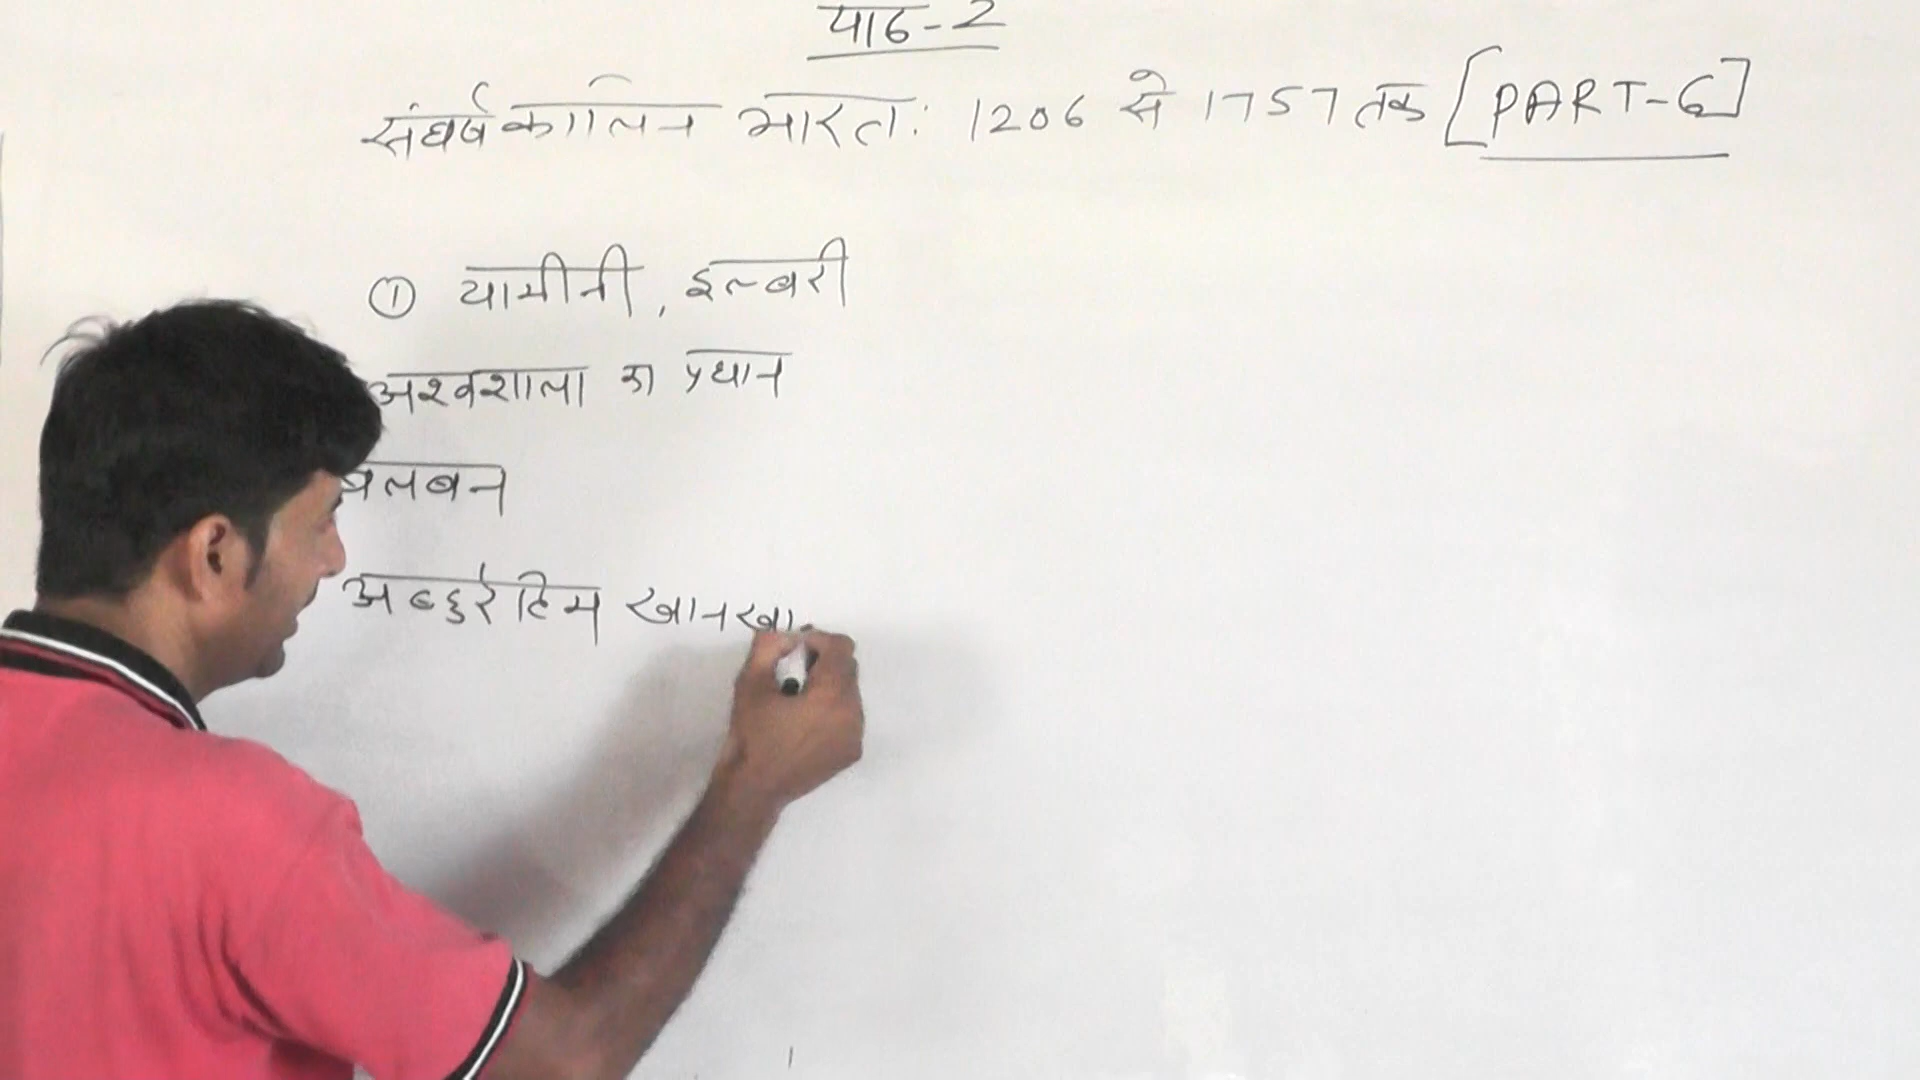 पाठ-2
संघर्षकालिन भारत: 1206 से 1757 तक [PART-6]
① यामीनी, इल्बरी
अश्वशाला का प्रधान
बलबन
अब्दुर्रहिम खानखा